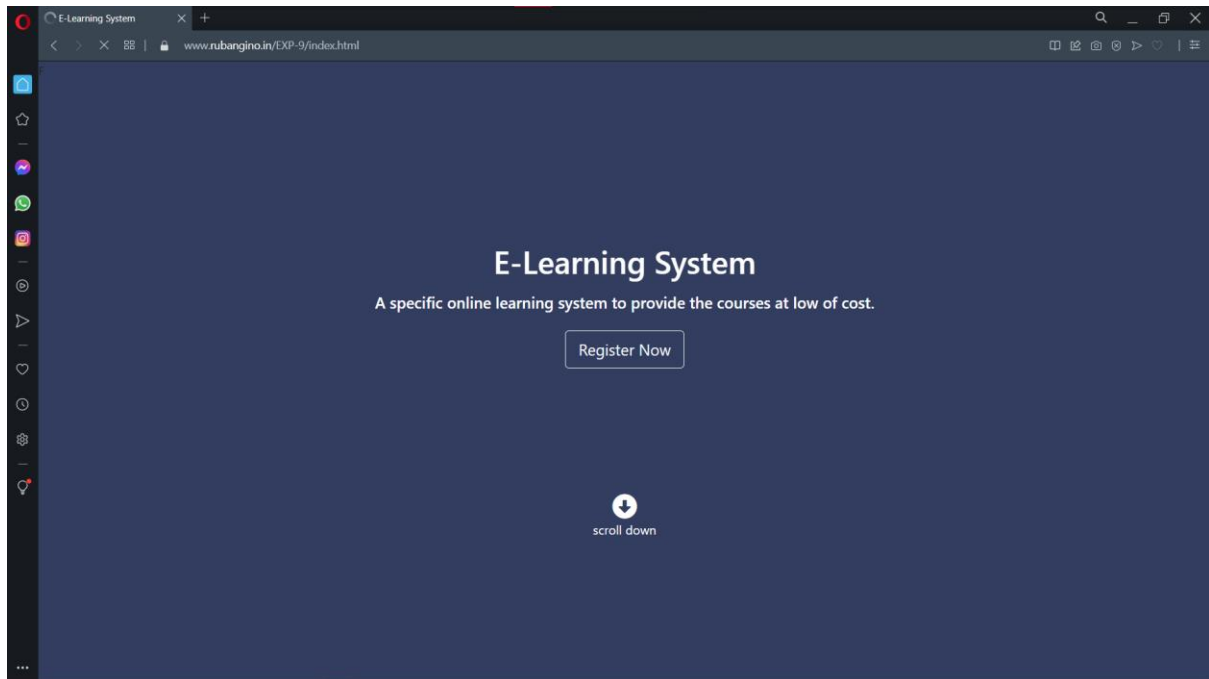 E-Learning System
www.rubangino.in/EXP-9/index.html
E-Learning System
A specific online learning system to provide the courses at low of cost.
Register Now
scroll down